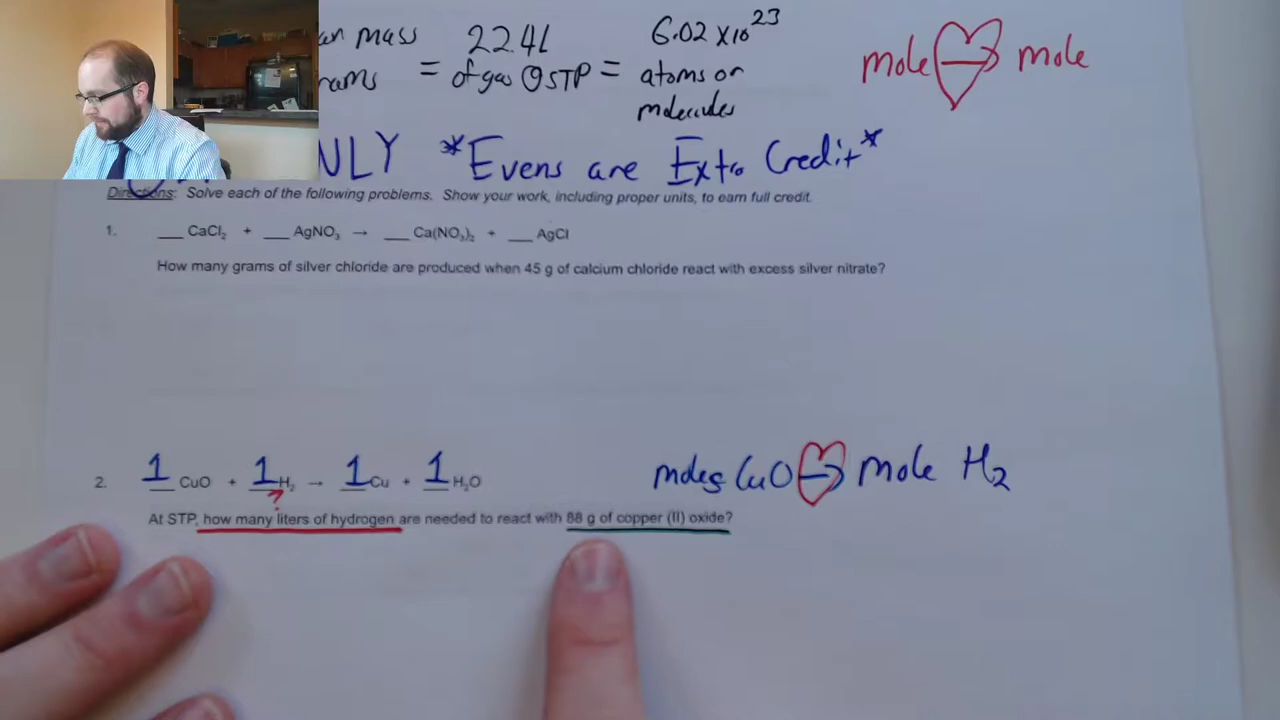 mass 22.4L 6.02 x10^23
= of gas @STP = atoms or
molecules
mole → mole
NLY *Evens are Extra Credit*
Directions: Solve each of the following problems. Show your work, including proper units, to earn full credit.
1. ___ CaCl₂ + ___ AgNO₃ → ___ Ca(NO₃)₂ + ___ AgCl
How many grams of silver chloride are produced when 45 g of calcium chloride react with excess silver nitrate?
2. 1 CuO + 1 H₂ → 1 Cu + 1 H₂O
moles CuO → mole H₂
?
At STP, how many liters of hydrogen are needed to react with 88 g of copper (II) oxide?